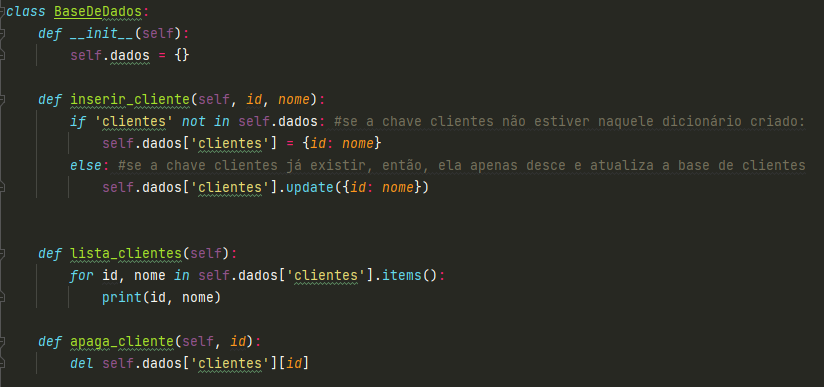 class BaseDeDados:
def __init__(self):
self.dados = {}
def inserir_cliente(self, id, nome):
if 'clientes' not in self.dados: #se a chave clientes não estiver naquele dicionário criado:
self.dados['clientes'] = {id: nome}
else: #se a chave clientes já existir, então, ela apenas desce e atualiza a base de clientes
self.dados['clientes'].update({id: nome})
def lista_clientes(self):
for id, nome in self.dados['clientes'].items():
print(id, nome)
def apaga_cliente(self, id):
del self.dados['clientes'][id]